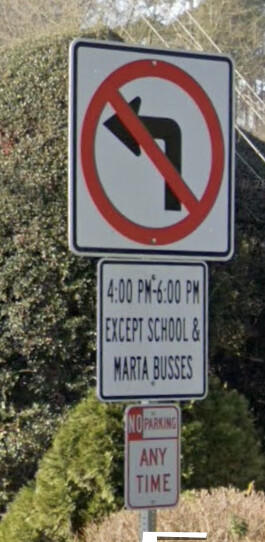 4:00 PM-6:00 PM
EXCEPT SCHOOL &
MARTA BUSSES
NO PARKING
ANY
TIME